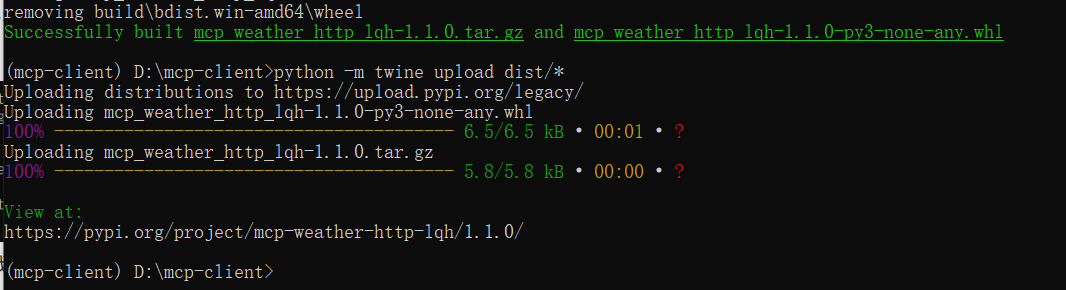 removing build\bdist.win-amd64\wheel
Successfully built mcp_weather_http_lqh-1.1.0.tar.gz and mcp_weather_http_lqh-1.1.0-py3-none-any.whl
(mcp-client) D:\mcp-client>python -m twine upload dist/*
Uploading distributions to https://upload.pypi.org/legacy/
Uploading mcp_weather_http_lqh-1.1.0-py3-none-any.whl
100% ---------------------------------------- 6.5/6.5 kB • 00:01 • ?
Uploading mcp_weather_http_lqh-1.1.0.tar.gz
100% ---------------------------------------- 5.8/5.8 kB • 00:00 • ?
View at:
https://pypi.org/project/mcp-weather-http-lqh/1.1.0/
(mcp-client) D:\mcp-client>